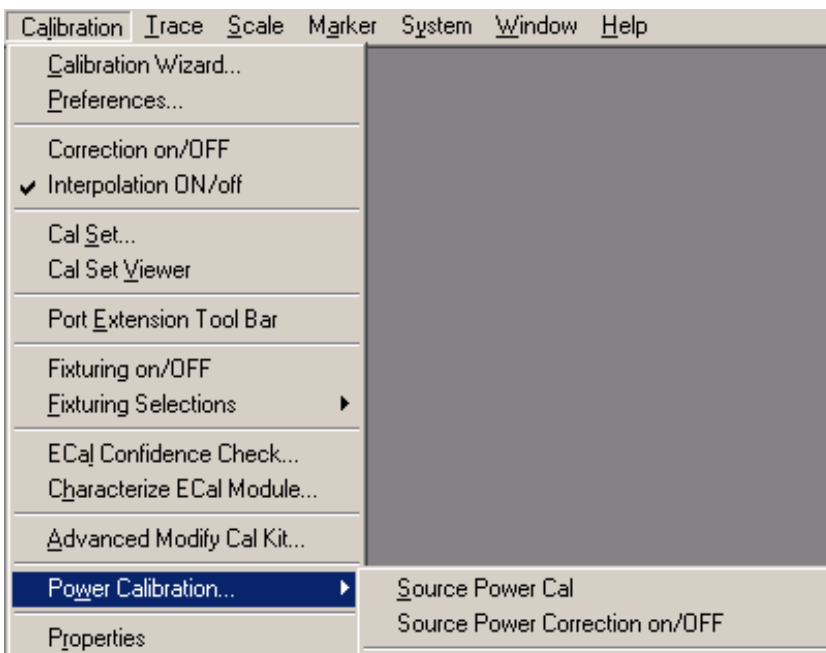 Calibration Trace Scale Marker System Window Help
Calibration Wizard...
Preferences...
Correction on/OFF
Interpolation ON/off
Cal Set...
Cal Set Viewer
Port Extension Tool Bar
Fixturing on/OFF
Fixturing Selections
ECal Confidence Check...
Characterize ECal Module...
Advanced Modify Cal Kit...
Power Calibration...
Source Power Cal
Source Power Correction on/OFF
Properties